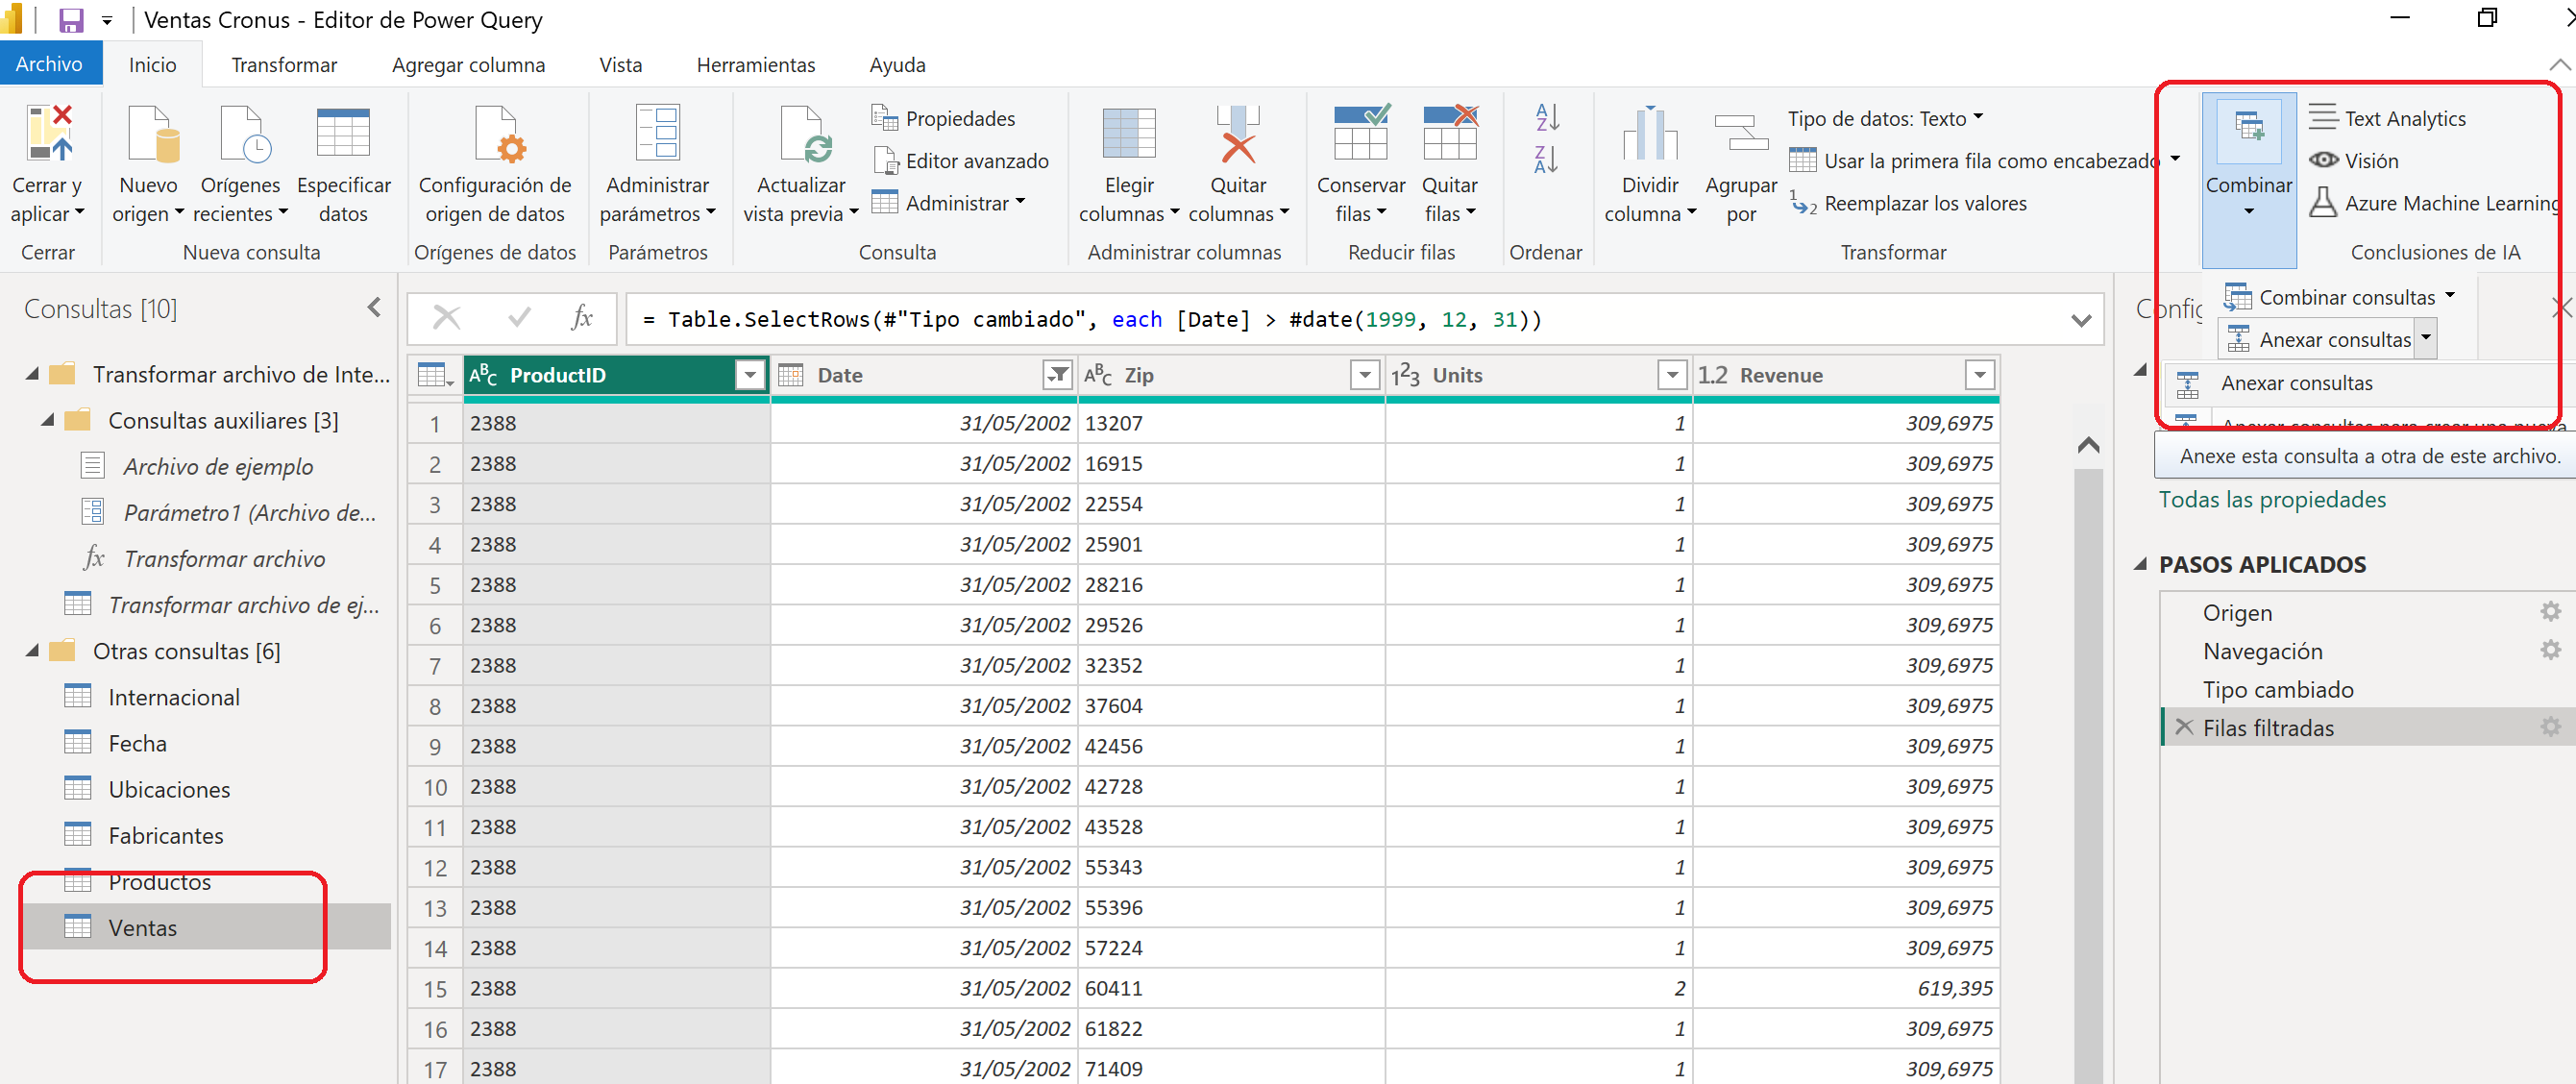 Ventas Cronus - Editor de Power Query
Archivo Inicio Transformar Agregar columna Vista Herramientas Ayuda
Cerrar y aplicar
Cerrar
Nuevo origen
Orígenes recientes
Especificar datos
Nueva consulta
Configuración de origen de datos
Orígenes de datos
Administrar parámetros
Parámetros
Actualizar vista previa
Propiedades
Editor avanzado
Administrar
Consulta
Elegir columnas
Quitar columnas
Administrar columnas
Conservar filas
Quitar filas
Reducir filas
Ordenar
Dividir columna
Agrupar por
Tipo de datos: Texto
Usar la primera fila como encabezado
Reemplazar los valores
Transformar
Combinar
Text Analytics
Visión
Azure Machine Learning
Conclusiones de IA
Combinar consultas
Anexar consultas
Anexar consultas
Anexar consultas para crear una nueva
Anexe esta consulta a otra de este archivo.
Consultas [10]
Transformar archivo de Inte...
Consultas auxiliares [3]
Archivo de ejemplo
Parámetro1 (Archivo de...
Transformar archivo
Transformar archivo de ej...
Otras consultas [6]
Internacional
Fecha
Ubicaciones
Fabricantes
Productos
Ventas
= Table.SelectRows(#"Tipo cambiado", each [Date] > #date(1999, 12, 31))
ProductID Date Zip Units Revenue
1 2388 31/05/2002 13207 1 309,6975
2 2388 31/05/2002 16915 1 309,6975
3 2388 31/05/2002 22554 1 309,6975
4 2388 31/05/2002 25901 1 309,6975
5 2388 31/05/2002 28216 1 309,6975
6 2388 31/05/2002 29526 1 309,6975
7 2388 31/05/2002 32352 1 309,6975
8 2388 31/05/2002 37604 1 309,6975
9 2388 31/05/2002 42456 1 309,6975
10 2388 31/05/2002 42728 1 309,6975
11 2388 31/05/2002 43528 1 309,6975
12 2388 31/05/2002 55343 1 309,6975
13 2388 31/05/2002 55396 1 309,6975
14 2388 31/05/2002 57224 1 309,6975
15 2388 31/05/2002 60411 2 619,395
16 2388 31/05/2002 61822 1 309,6975
17 2388 31/05/2002 71409 1 309,6975
Config
Todas las propiedades
PASOS APLICADOS
Origen
Navegación
Tipo cambiado
Filas filtradas